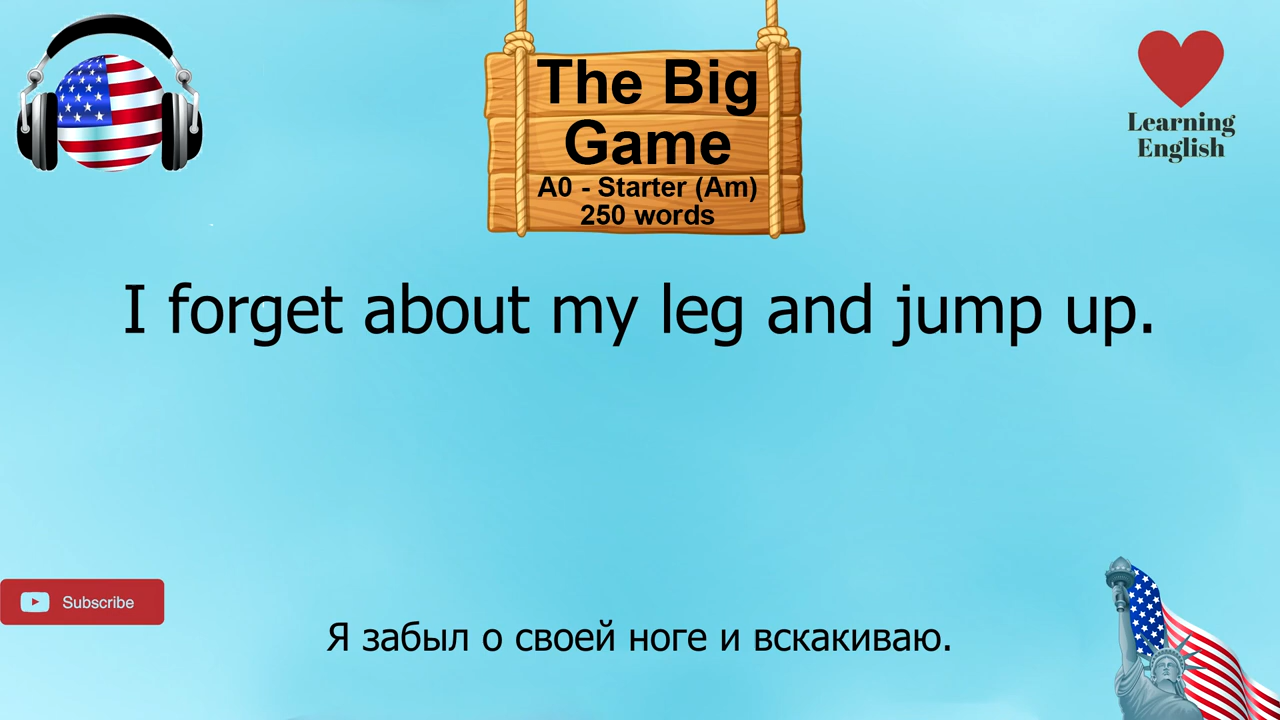 The Big
Game
A0 - Starter (Am)
250 words
Learning
English
I forget about my leg and jump up.
Subscribe
Я забыл о своей ноге и вскакиваю.